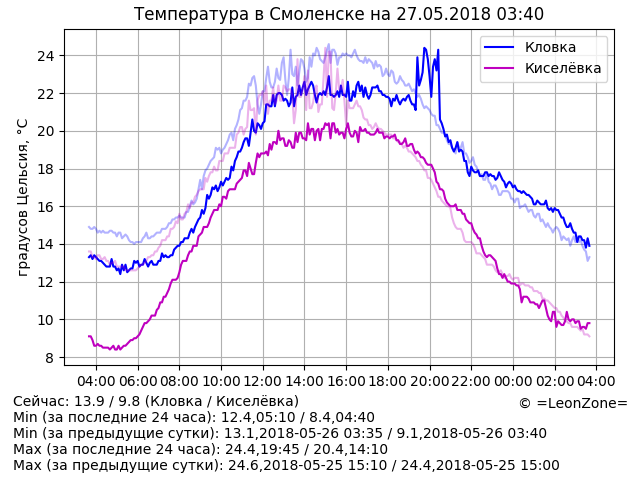 Температура в Смоленске на 27.05.2018 03:40
Кловка
Киселёвка
градусов Цельсия, °C
24
22
20
18
16
14
12
10
8
04:00 06:00 08:00 10:00 12:00 14:00 16:00 18:00 20:00 22:00 00:00 02:00 04:00
Сейчас: 13.9 / 9.8 (Кловка / Киселёвка)
© =LeonZone=
Min (за последние 24 часа): 12.4,05:10 / 8.4,04:40
Min (за предыдущие сутки): 13.1,2018-05-26 03:35 / 9.1,2018-05-26 03:40
Max (за последние 24 часа): 24.4,19:45 / 20.4,14:10
Max (за предыдущие сутки): 24.6,2018-05-25 15:10 / 24.4,2018-05-25 15:00